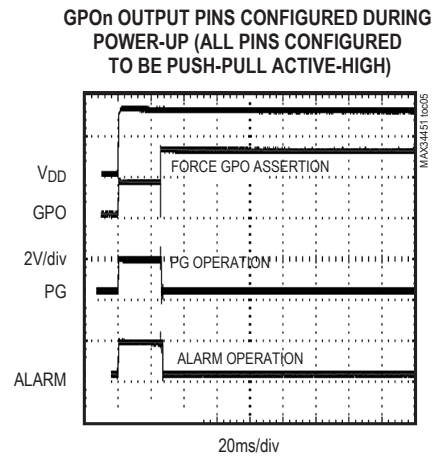 GPOn OUTPUT PINS CONFIGURED DURING
POWER-UP (ALL PINS CONFIGURED
TO BE PUSH-PULL ACTIVE-HIGH)
MAX34451 toc05
VDD
FORCE GPO ASSERTION
GPO
2V/div
PG OPERATION
PG
ALARM OPERATION
ALARM
20ms/div